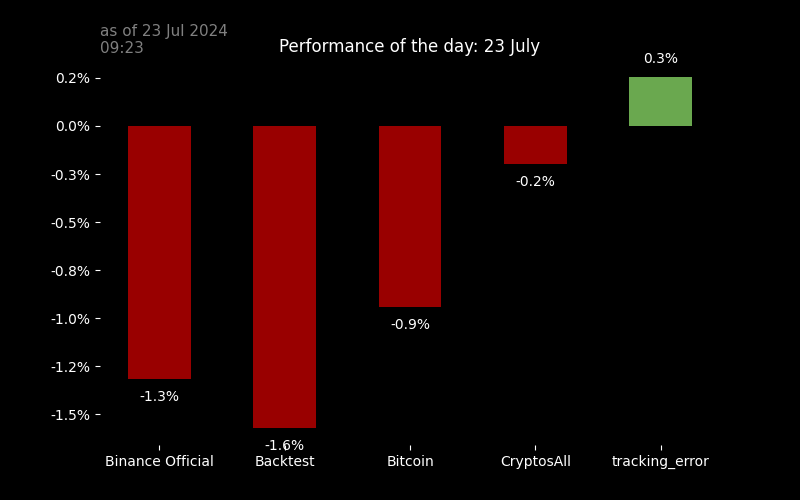 as of 23 Jul 2024
09:23
Performance of the day: 23 July
0.3%
0.2%
0.0%
-0.3%
-0.5%
-0.8%
-1.0%
-1.2%
-1.5%
-0.2%
-0.9%
-1.3%
-1.6%
Binance Official
Backtest
Bitcoin
CryptosAll
tracking_error